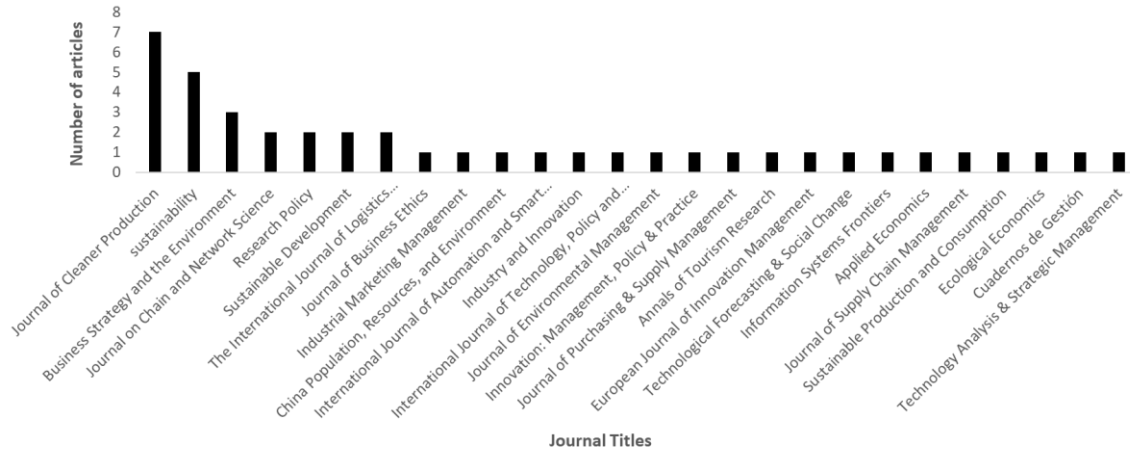 Number of articles
8
7
6
5
4
3
2
1
0
Journal of Cleaner Production
sustainability
Business Strategy and the Environment
Journal on Chain and Network Science
Research Policy
Sustainable Development
The International Journal of Logistics...
Journal of Business Ethics
Industrial Marketing Management
China Population, Resources, and Environment
International Journal of Automation and Smart...
Industry and Innovation
International Journal of Technology, Policy and...
Journal of Environmental Management
Innovation: Management, Policy & Practice
Journal of Purchasing & Supply Management
Annals of Tourism Research
European Journal of Innovation Management
Technological Forecasting & Social Change
Information Systems Frontiers
Applied Economics
Journal of Supply Chain Management
Sustainable Production and Consumption
Ecological Economics
Cuadernos de Gestión
Technology Analysis & Strategic Management
Journal Titles